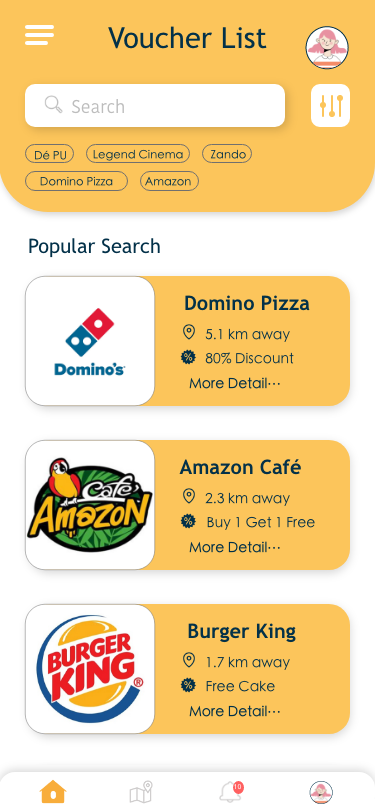 Voucher List
Search
Dé PU
Legend Cinema
Zando
Domino Pizza
Amazon
Popular Search
Domino's
Domino Pizza
5.1 km away
80% Discount
More Detail···
Café
Amazon
Amazon Café
2.3 km away
Buy 1 Get 1 Free
More Detail···
BURGER
KING
®
Burger King
1.7 km away
Free Cake
More Detail···
10